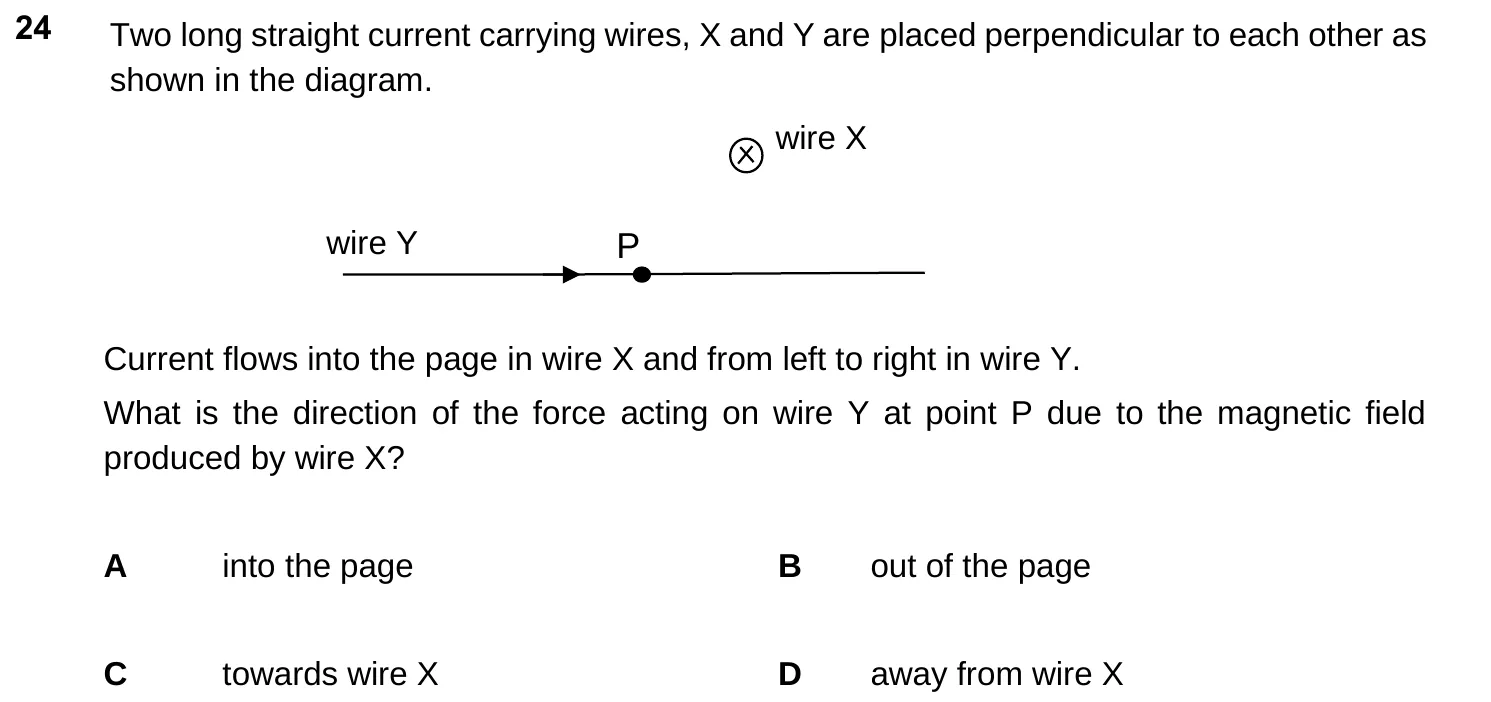 24 Two long straight current carrying wires, X and Y are placed perpendicular to each other as
shown in the diagram.
wire X
X
wire Y
P
Current flows into the page in wire X and from left to right in wire Y.
What is the direction of the force acting on wire Y at point P due to the magnetic field
produced by wire X?
A into the page B out of the page
C towards wire X D away from wire X